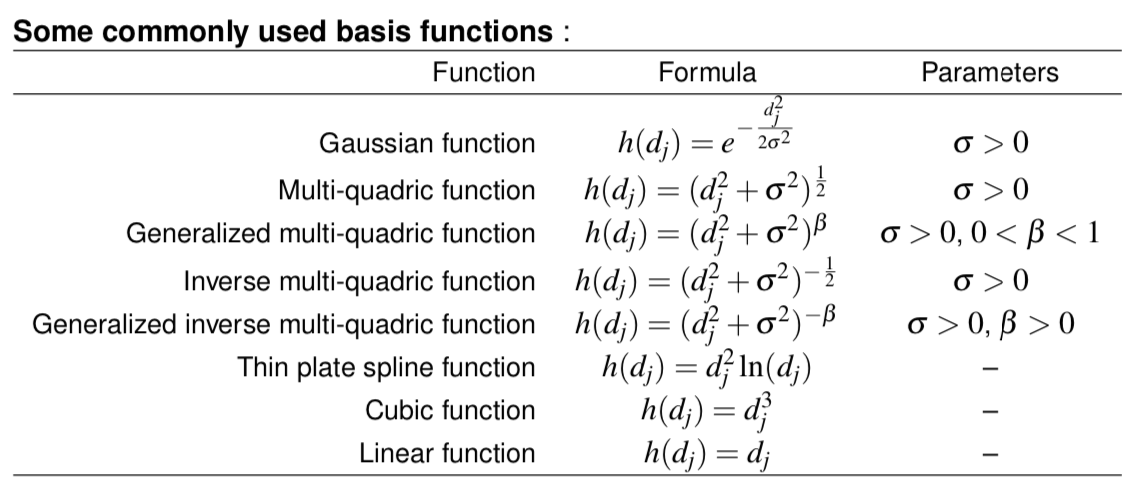 Some commonly used basis functions :
Function Formula Parameters
Gaussian function $h(d_j) = e^{-\frac{d_j^2}{2\sigma^2}}$ $\sigma > 0$
Multi-quadric function $h(d_j) = (d_j^2 + \sigma^2)^{\frac{1}{2}}$ $\sigma > 0$
Generalized multi-quadric function $h(d_j) = (d_j^2 + \sigma^2)^{\beta}$ $\sigma > 0, 0 < \beta < 1$
Inverse multi-quadric function $h(d_j) = (d_j^2 + \sigma^2)^{-\frac{1}{2}}$ $\sigma > 0$
Generalized inverse multi-quadric function $h(d_j) = (d_j^2 + \sigma^2)^{-\beta}$ $\sigma > 0, \beta > 0$
Thin plate spline function $h(d_j) = d_j^2 \ln(d_j)$ –
Cubic function $h(d_j) = d_j^3$ –
Linear function $h(d_j) = d_j$ –